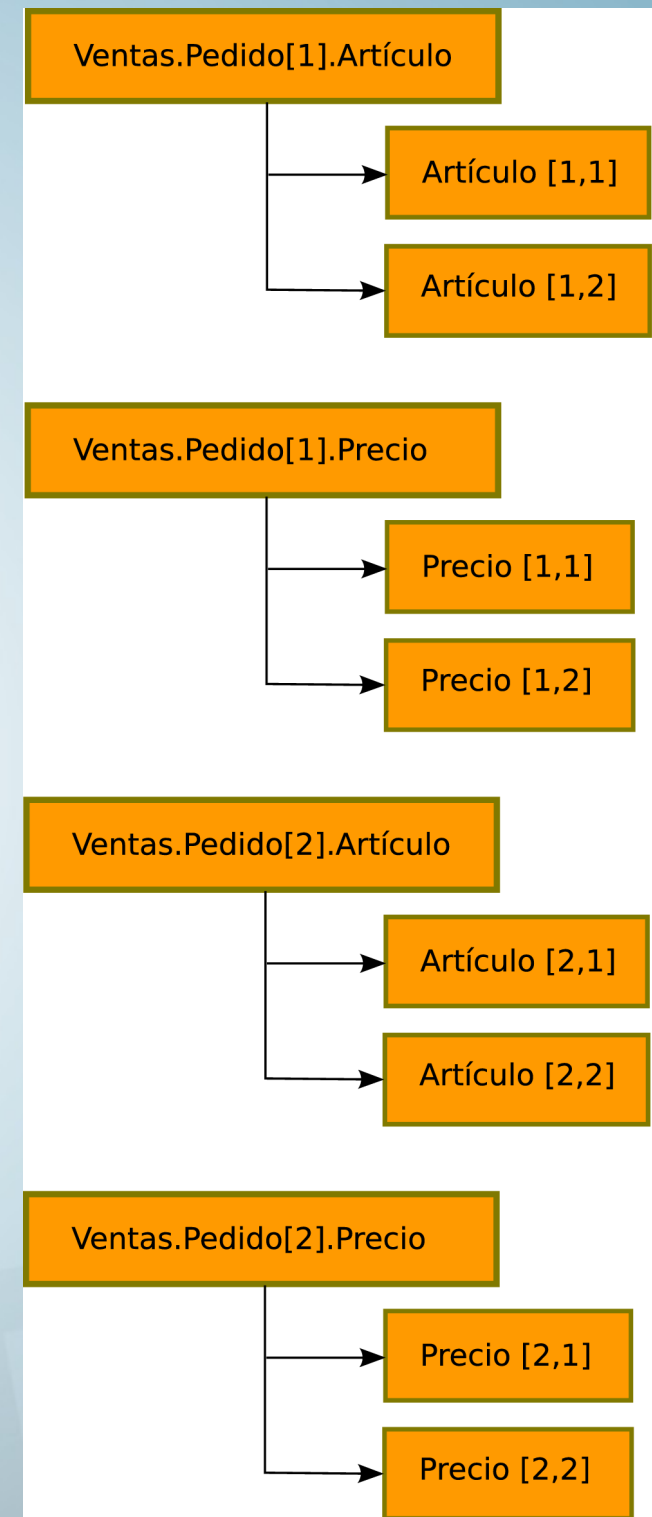 Ventas.Pedido[1].Artículo
Artículo [1,1]
Artículo [1,2]
Ventas.Pedido[1].Precio
Precio [1,1]
Precio [1,2]
Ventas.Pedido[2].Artículo
Artículo [2,1]
Artículo [2,2]
Ventas.Pedido[2].Precio
Precio [2,1]
Precio [2,2]